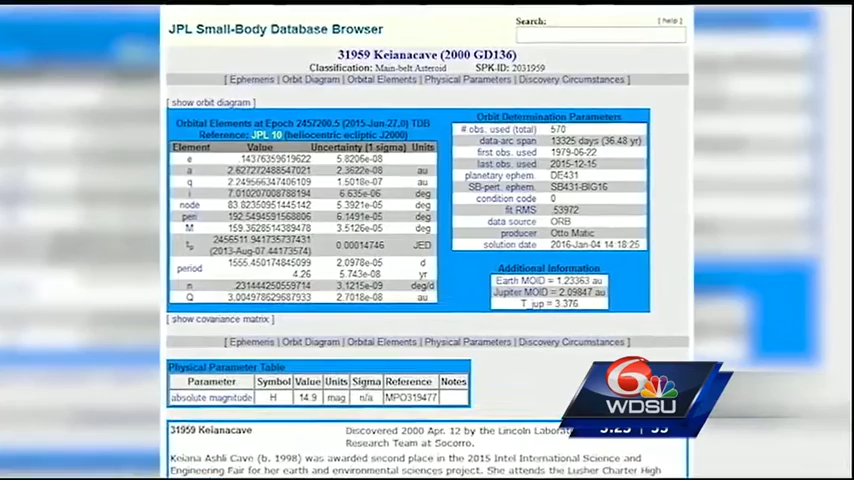 JPL Small-Body Database Browser
Search: [ help ]
31959 Keianacave (2000 GD136)
Classification: Main-belt Asteroid SPK-ID: 2031959
[ Ephemeris | Orbit Diagram | Orbital Elements | Physical Parameters | Discovery Circumstances ]
[ show orbit diagram ]
Orbital Elements at Epoch 2457200.5 (2015-Jun-27.0) TDB
Reference: JPL 10 (heliocentric ecliptic J2000)
Element Value Uncertainty (1-sigma) Units
e .14376359619622 5.8206e-08
a 2.627272488547021 2.3622e-08 au
q 2.249566347406109 1.5018e-07 au
i 7.010207008788194 6.635e-06 deg
node 83.82350951445142 5.3921e-05 deg
peri 192.5494591568806 6.1491e-05 deg
M 159.3628514389478 3.5126e-05 deg
tp 2456511.941735737431
(2013-Aug-07.44173574) 0.00014746 JED
period 1555.450174845099 2.0978e-05 d
4.26 5.743e-08 yr
n .231444250559714 3.1215e-09 deg/d
Q 3.004978629687933 2.7018e-08 au
Orbit Determination Parameters
# obs. used (total) 570
data-arc span 13325 days (36.48 yr)
first obs. used 1979-06-22
last obs. used 2015-12-15
planetary ephem. DE431
SB-pert. ephem. SB431-BIG16
condition code 0
fit RMS .53972
data source ORB
producer Otto Matic
solution date 2016-Jan-04 14:18:25
Additional Information
Earth MOID = 1.23363 au
Jupiter MOID = 2.09847 au
T_jup = 3.376
[ show covariance matrix ]
[ Ephemeris | Orbit Diagram | Orbital Elements | Physical Parameters | Discovery Circumstances ]
Physical Parameter Table
Parameter Symbol Value Units Sigma Reference Notes
absolute magnitude H 14.9 mag n/a MPO319477
6
WDSU
31959 Keianacave Discovered 2000 Apr. 12 by the Lincoln
Research Team at Socorro.
Keiana Ashli Cave (b. 1998) was awarded second place in the 2015 Intel International Science and
Engineering Fair for her earth and environmental sciences project. She attends the Lusher Charter High